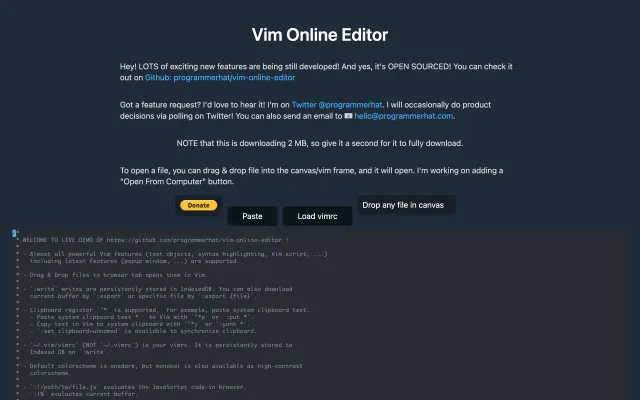 Vim Online Editor
Hey! LOTS of exciting new features are being still developed! And yes, it's OPEN SOURCED! You can check it
out on Github: programmerhat/vim-online-editor
Got a feature request? I'd love to hear it! I'm on Twitter @programmerhat. I will occasionally do product
decisions via polling on Twitter! You can also send an email to 📧 hello@programmerhat.com.
NOTE that this is downloading 2 MB, so give it a second for it to fully download.
To open a file, you can drag & drop file into the canvas/vim frame, and it will open. I'm working on adding a
"Open From Computer" button.
Donate
Paste
Load vimrc
Drop any file in canvas
/*
* WELCOME TO LIVE DEMO OF https://github.com/programmerhat/vim-online-editor !
*
* - Almost all powerful Vim features (text objects, syntax highlighting, Vim script, ...)
*   including latest features (popup window, ...) are supported.
*
* - Drag & Drop files to browser tab opens them in Vim.
*
* - `:write` writes are persistently stored in IndexedDB. You can also download
*   current buffer by `:export` or specific file by `:export {file}`.
*
* - Clipboard register `"*` is supported. For example, paste system clipboard text.
*   - Paste system clipboard text *   to Vim with `"*p` or `:put *`.
*   - Copy text in Vim to system clipboard with `"*y` or `:yank *`.
*   - `:set clipboard=unnamed` is available to synchronize clipboard.
*
* - `~/.vim/vimrc` (NOT `~/.vimrc`) is your vimrc. It is persistently stored to
*   Indexed DB on `:write`.
*
* - Default colorscheme is onedark, but monokai is also available as high-contrast
*   colorscheme.
*
* - `:!/path/to/file.js` evaluates the JavaScript code in browser.
*   `:!%` evaluates current buffer.